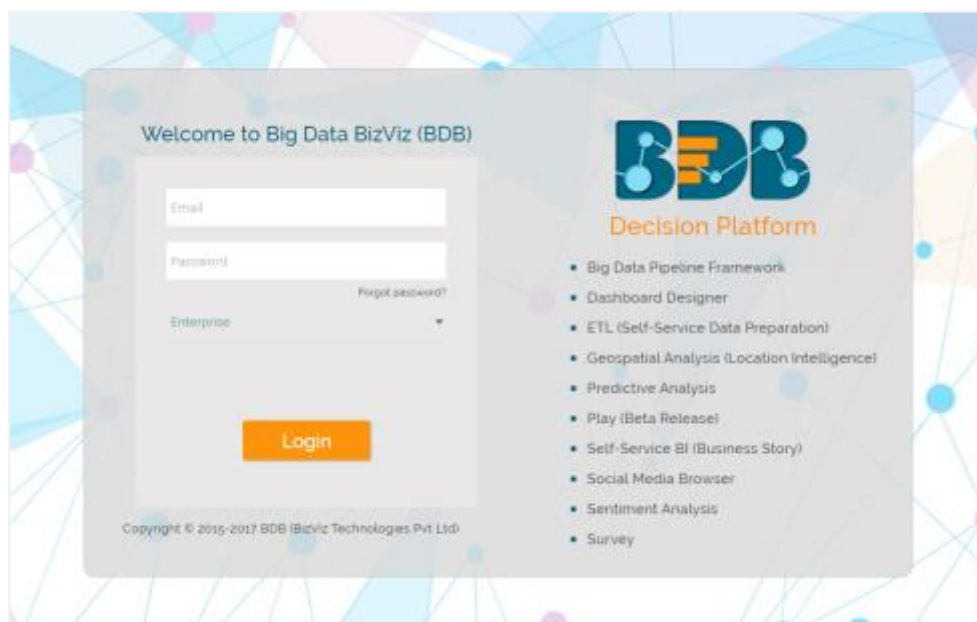 Welcome to Big Data BizViz (BDB)
Email
Password
Forgot password?
Enterprise
Login
Copyright © 2015-2017 BDB (BizViz Technologies Pvt Ltd)
BDB
Decision Platform
• Big Data Pipeline Framework
• Dashboard Designer
• ETL (Self-Service Data Preparation)
• Geospatial Analysis (Location Intelligence)
• Predictive Analysis
• Play (Beta Release)
• Self-Service BI (Business Story)
• Social Media Browser
• Sentiment Analysis
• Survey